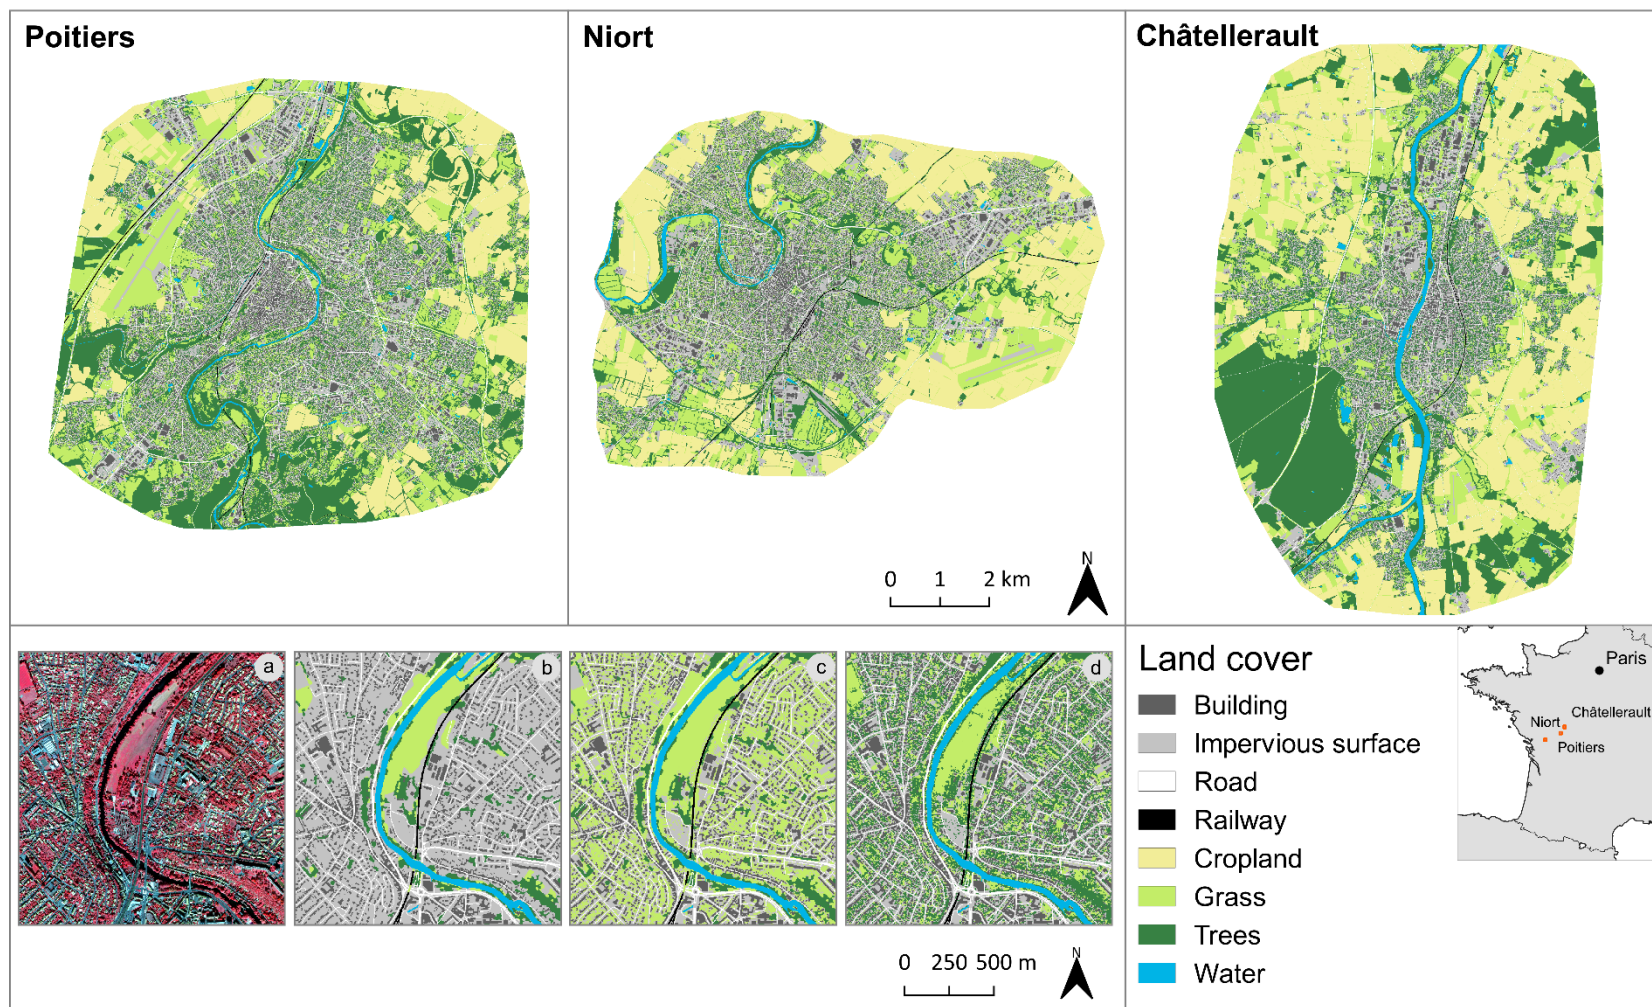 Poitiers
Niort
Châtellerault
N
0 1 2 km
a
b
c
d
N
0 250 500 m
Land cover
Building
Impervious surface
Road
Railway
Cropland
Grass
Trees
Water
Paris
Châtellerault
Niort
Poitiers